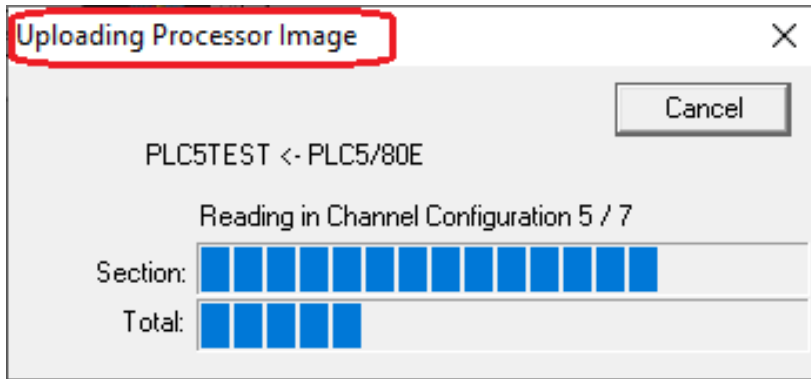 Uploading Processor Image
Cancel
PLC5TEST <- PLC5/80E
Reading in Channel Configuration 5 / 7
Section:
Total: